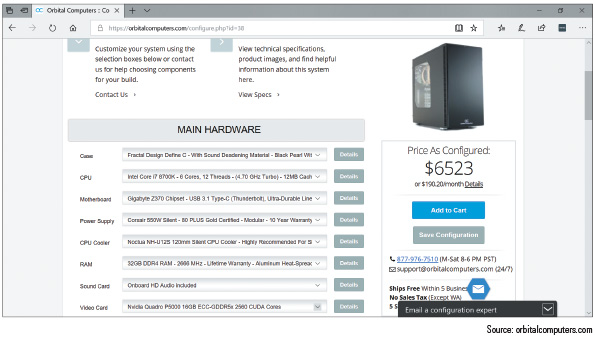 Orbital Computers : Co
https://orbitalcomputers.com/configure.php?id=38
Customize your system using the
selection boxes below or contact
us for help choosing components
for your build.
Contact Us
View technical specifications,
product images, and find helpful
information about this system
here.
View Specs
MAIN HARDWARE
Case Fractal Design Define C - With Sound Deadening Material - Black Pearl Wit Details
CPU Intel Core i7 8700K - 6 Cores, 12 Threads - (4.70 GHz Turbo) - 12MB Cach Details
Motherboard Gigabyte Z370 Chipset - USB 3.1 Type-C (Thunderbolt), Ultra-Durable Line Details
Power Supply Corsair 550W Silent - 80 PLUS Gold Certified - Modular - 10 Year Warranty Details
CPU Cooler Noctua NH-U12S 120mm Silent CPU Cooler - Highly Recommended For Details
RAM 32GB DDR4 RAM - 2666 MHz - Lifetime Warranty - Aluminum Heat-Spreac Details
Sound Card Onboard HD Audio Included Details
Video Card Nvidia Quadro P5000 16GB ECC-GDDR5x 2560 CUDA Cores Details
Price As Configured:
$6523
or $190.20/month Details
Add to Cart
Save Configuration
877-976-7510 (M-Sat 8-6 PM PST)
support@orbitalcomputers.com (24/7)
Ships Free Within 5 Busines
No Sales Tax (Except WA)
5 S
Email a configuration expert
Source: orbitalcomputers.com